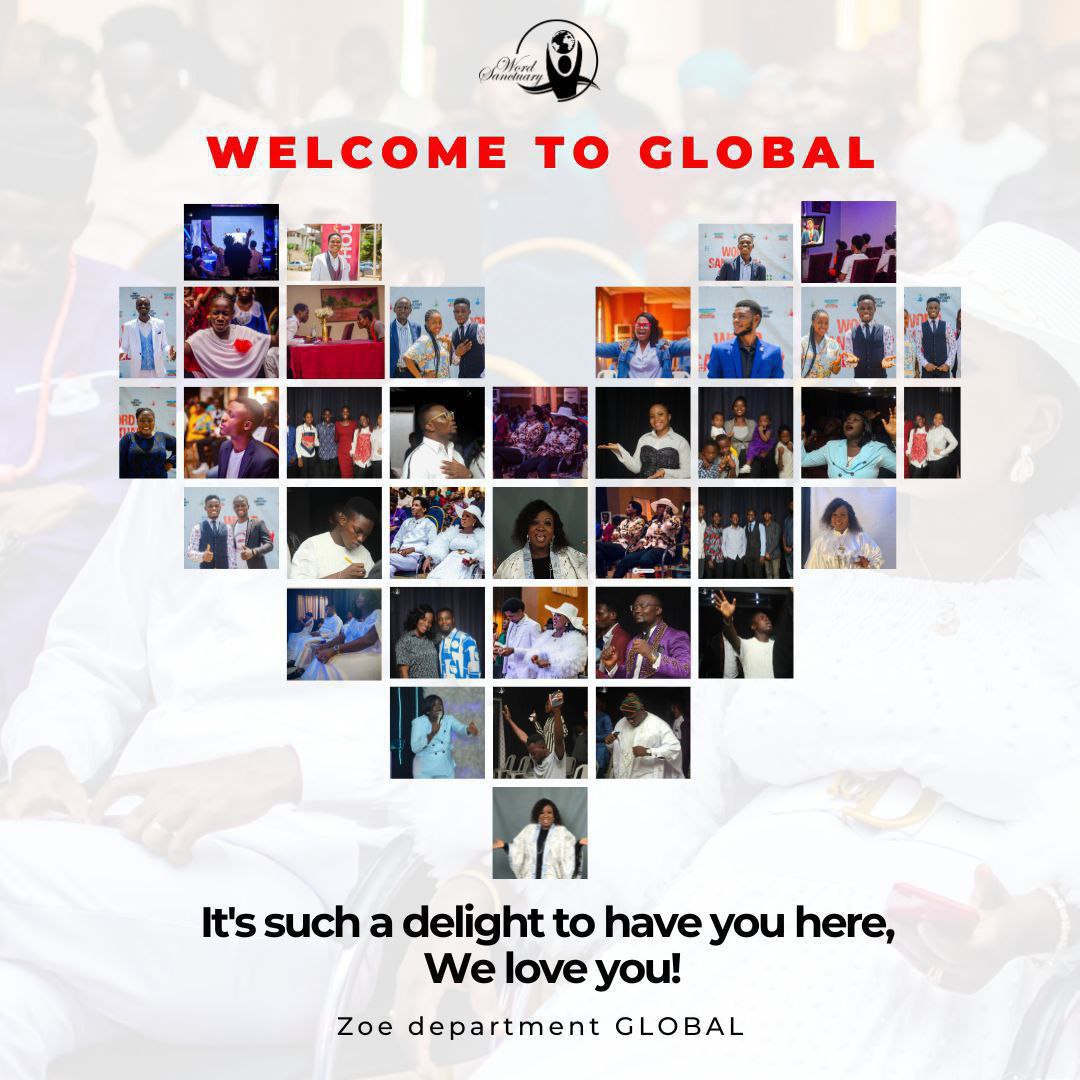 Word
Sanctuary
WELCOME TO GLOBAL
It's such a delight to have you here,
We love you!
Zoe department GLOBAL